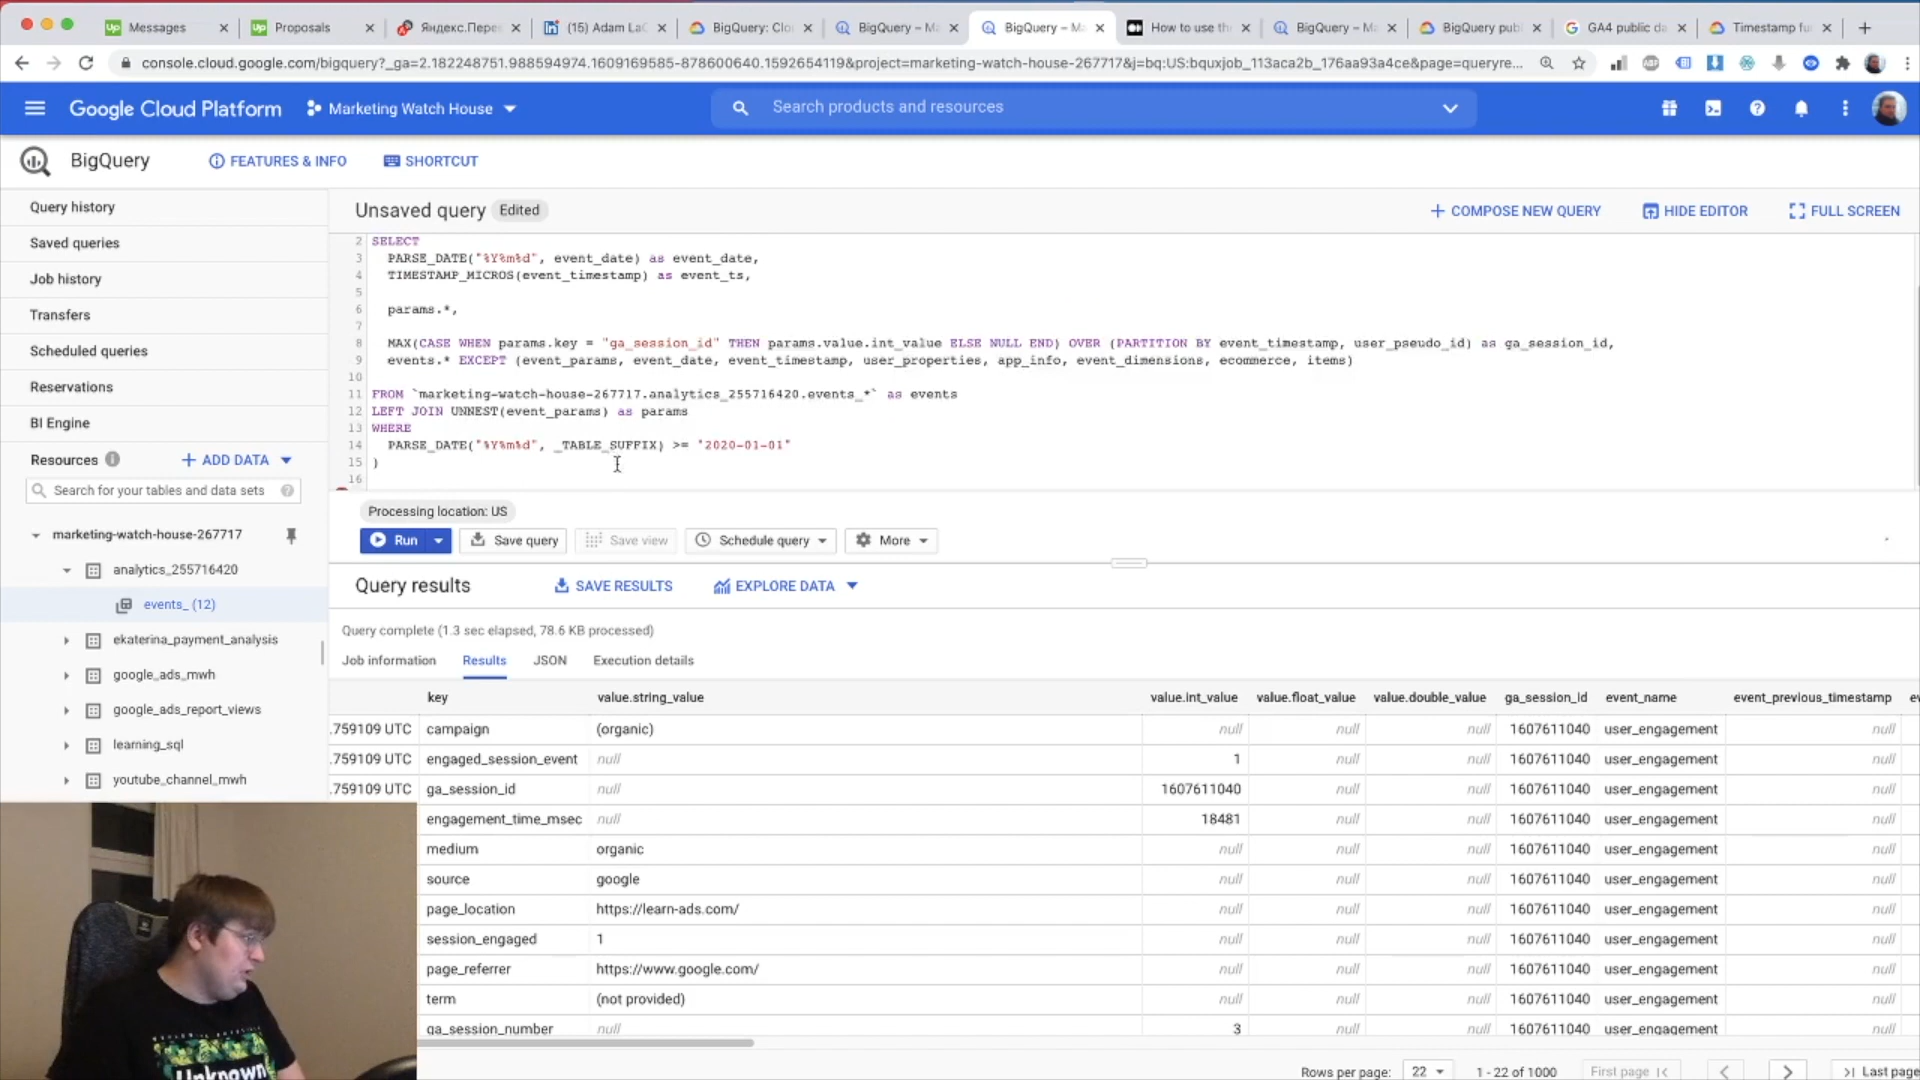 Messages
Proposals
Яндекс.Пере
(15) Adam La
BigQuery: Clo
BigQuery – M
BigQuery – M
How to use th
BigQuery – M
BigQuery pub
GA4 public da
Timestamp fu
console.cloud.google.com/bigquery?_ga=2.182248751.988594974.1609169585-878600640.1592654119&project=marketing-watch-house-267717&j=bq:US:bquxjob_113aca2b_176aa93a4ce&page=queryre...
Google Cloud Platform
Marketing Watch House
Search products and resources
BigQuery
FEATURES & INFO
SHORTCUT
Query history
Saved queries
Job history
Transfers
Scheduled queries
Reservations
BI Engine
Resources
ADD DATA
Search for your tables and data sets
marketing-watch-house-267717
analytics_255716420
events_ (12)
ekaterina_payment_analysis
google_ads_mwh
google_ads_report_views
learning_sql
youtube_channel_mwh
Unsaved query Edited
COMPOSE NEW QUERY
HIDE EDITOR
FULL SCREEN
2 SELECT
3 PARSE_DATE("%Y%m%d", event_date) as event_date,
4 TIMESTAMP_MICROS(event_timestamp) as event_ts,
5
6 params.*,
7
8 MAX(CASE WHEN params.key = "ga_session_id" THEN params.value.int_value ELSE NULL END) OVER (PARTITION BY event_timestamp, user_pseudo_id) as ga_session_id,
9 events.* EXCEPT (event_params, event_date, event_timestamp, user_properties, app_info, event_dimensions, ecommerce, items)
10
11 FROM `marketing-watch-house-267717.analytics_255716420.events_*` as events
12 LEFT JOIN UNNEST(event_params) as params
13 WHERE
14 PARSE_DATE("%Y%m%d", _TABLE_SUFFIX) >= "2020-01-01"
15 )
16
Processing location: US
Run
Save query
Save view
Schedule query
More
Query results
SAVE RESULTS
EXPLORE DATA
Query complete (1.3 sec elapsed, 78.6 KB processed)
Job information
Results
JSON
Execution details
key value.string_value value.int_value value.float_value value.double_value ga_session_id event_name event_previous_timestamp
.759109 UTC campaign (organic) null null null 1607611040 user_engagement null
.759109 UTC engaged_session_event null 1 null null 1607611040 user_engagement null
.759109 UTC ga_session_id null 1607611040 null null 1607611040 user_engagement null
engagement_time_msec null 18481 null null 1607611040 user_engagement null
medium organic null null null 1607611040 user_engagement null
source google null null null 1607611040 user_engagement null
page_location https://learn-ads.com/ null null null 1607611040 user_engagement null
session_engaged 1 null null null 1607611040 user_engagement null
page_referrer https://www.google.com/ null null null 1607611040 user_engagement null
term (not provided) null null null 1607611040 user_engagement null
ga_session_number null 3 null null 1607611040 user_engagement null
Rows per page: 22 1 - 22 of 1000 First page Last page
Unknown